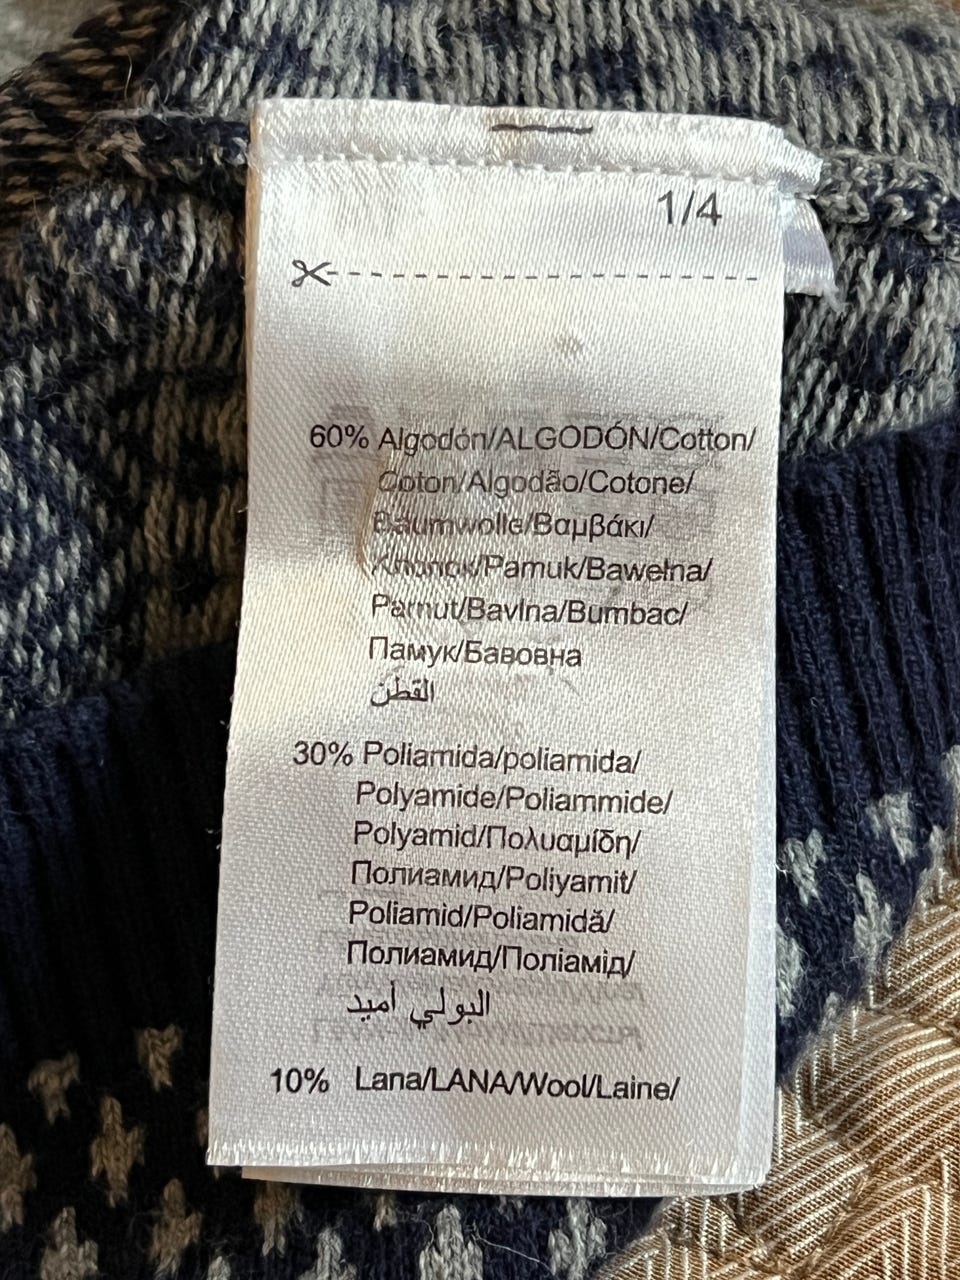 1/4
60% Algodón/ALGODÓN/Cotton/
Coton/Algodão/Cotone/
Baumwolle/Βαμβάκι/
Хлопок/Pamuk/Bawełna/
Pamut/Bavlna/Bumbac/
Памук/Бавовна
القطن
30% Poliamida/poliamida/
Polyamide/Poliammide/
Polyamid/Πολυαμίδη/
Полиамид/Poliyamit/
Poliamid/Poliamidă/
Полиамид/Поліамід/
البولي أميد
10% Lana/LANA/Wool/Laine/